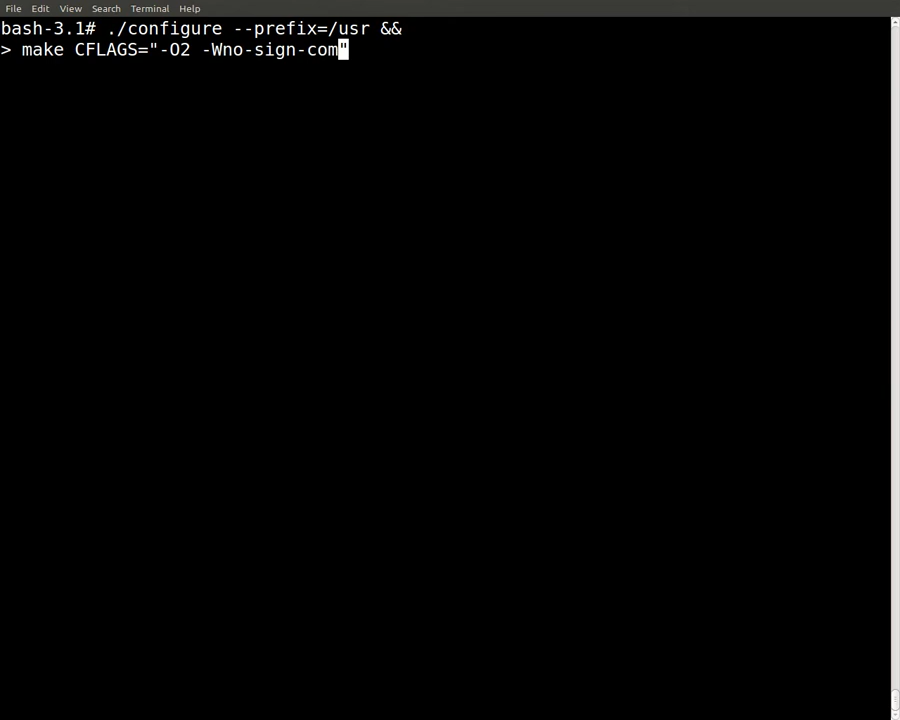 File Edit View Search Terminal Help
bash-3.1# ./configure --prefix=/usr &&
> make CFLAGS="-O2 -Wno-sign-com"